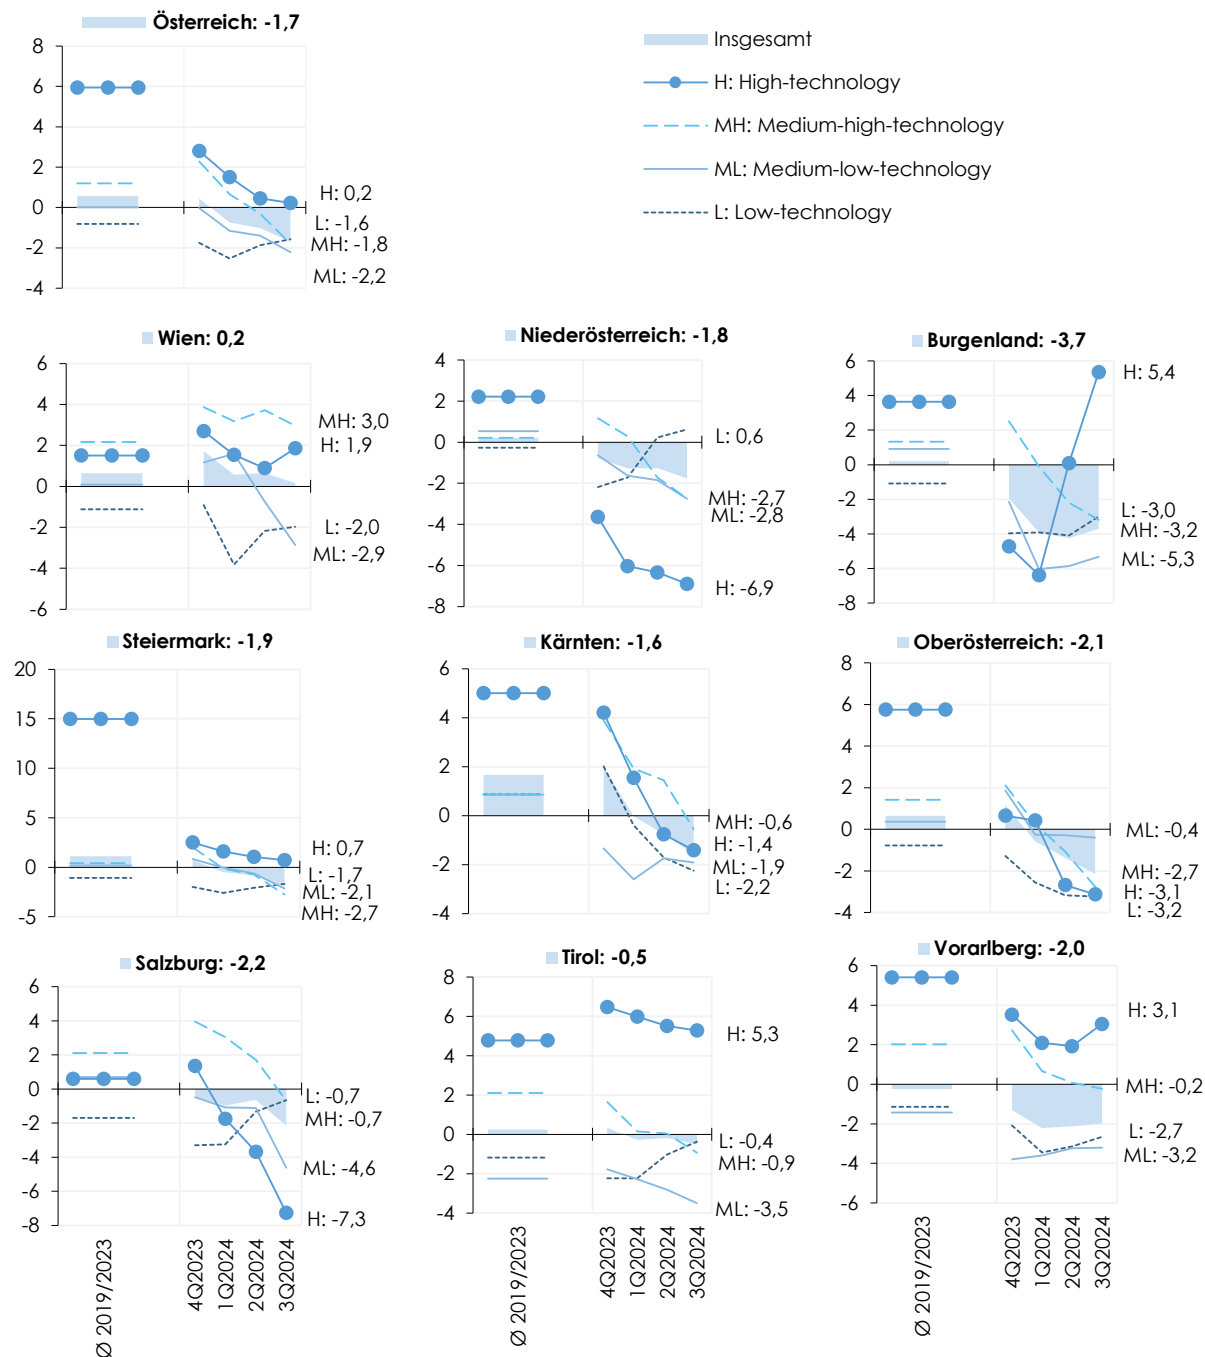 Österreich: -1,7
8
6
4
2
0
-2
-4
H: 0,2
L: -1,6
MH: -1,8
ML: -2,2
Insgesamt
H: High-technology
MH: Medium-high-technology
ML: Medium-low-technology
L: Low-technology
Wien: 0,2
6
4
2
0
-2
-4
-6
MH: 3,0
H: 1,9
L: -2,0
ML: -2,9
Niederösterreich: -1,8
4
2
0
-2
-4
-6
-8
L: 0,6
MH: -2,7
ML: -2,8
H: -6,9
Burgenland: -3,7
6
4
2
0
-2
-4
-6
-8
H: 5,4
L: -3,0
MH: -3,2
ML: -5,3
Steiermark: -1,9
20
15
10
5
0
-5
H: 0,7
L: -1,7
ML: -2,1
MH: -2,7
Kärnten: -1,6
6
4
2
0
-2
-4
MH: -0,6
H: -1,4
ML: -1,9
L: -2,2
Oberösterreich: -2,1
8
6
4
2
0
-2
-4
ML: -0,4
MH: -2,7
H: -3,1
L: -3,2
Salzburg: -2,2
6
4
2
0
-2
-4
-6
-8
L: -0,7
MH: -0,7
ML: -4,6
H: -7,3
Ø 2019/2023
4Q2023
1Q2024
2Q2024
3Q2024
Tirol: -0,5
8
6
4
2
0
-2
-4
H: 5,3
L: -0,4
MH: -0,9
ML: -3,5
Ø 2019/2023
4Q2023
1Q2024
2Q2024
3Q2024
Vorarlberg: -2,0
6
4
2
0
-2
-4
-6
H: 3,1
MH: -0,2
L: -2,7
ML: -3,2
Ø 2019/2023
4Q2023
1Q2024
2Q2024
3Q2024